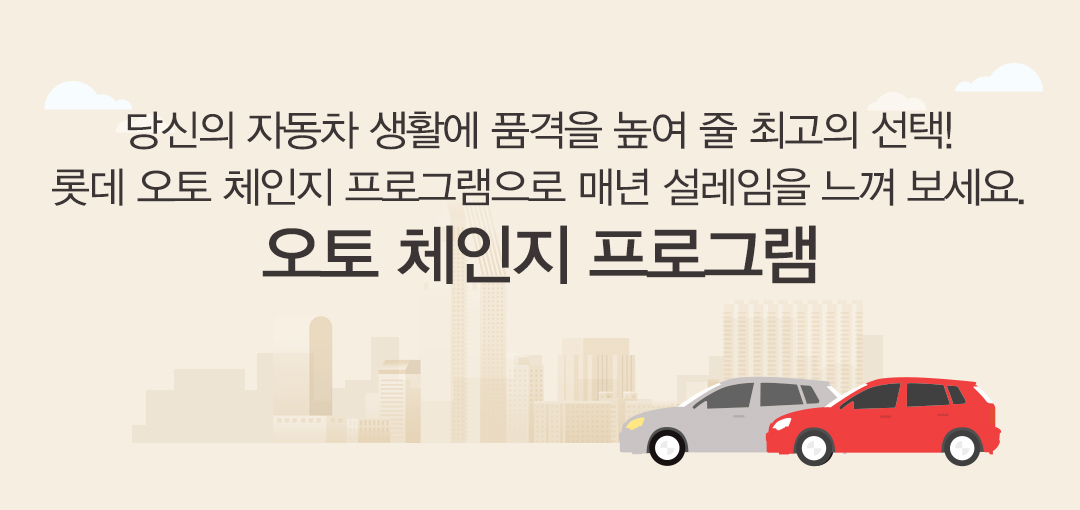 당신의 자동차 생활에 품격을 높여 줄 최고의 선택!
롯데 오토 체인지 프로그램으로 매년 설레임을 느껴 보세요.
오토 체인지 프로그램